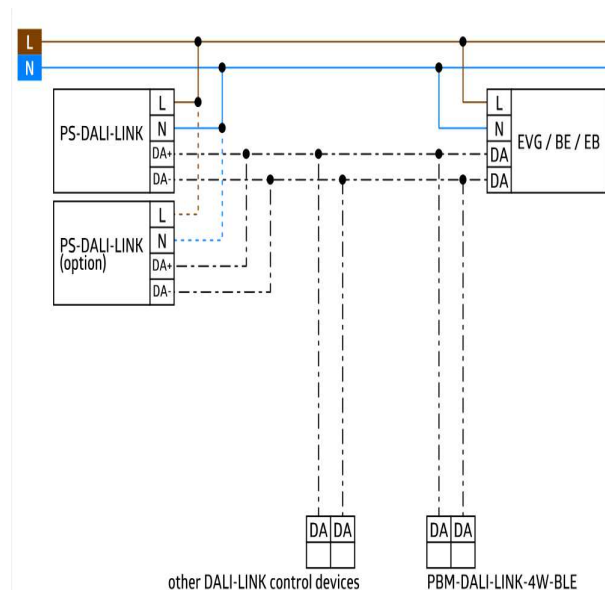 L
N
PS-DALI-LINK
L
N
DA+
DA-
EVG / BE / EB
L
N
DA
DA
PS-DALI-LINK
(option)
L
N
DA+
DA-
DA DA
DA DA
other DALI-LINK control devices
PBM-DALI-LINK-4W-BLE